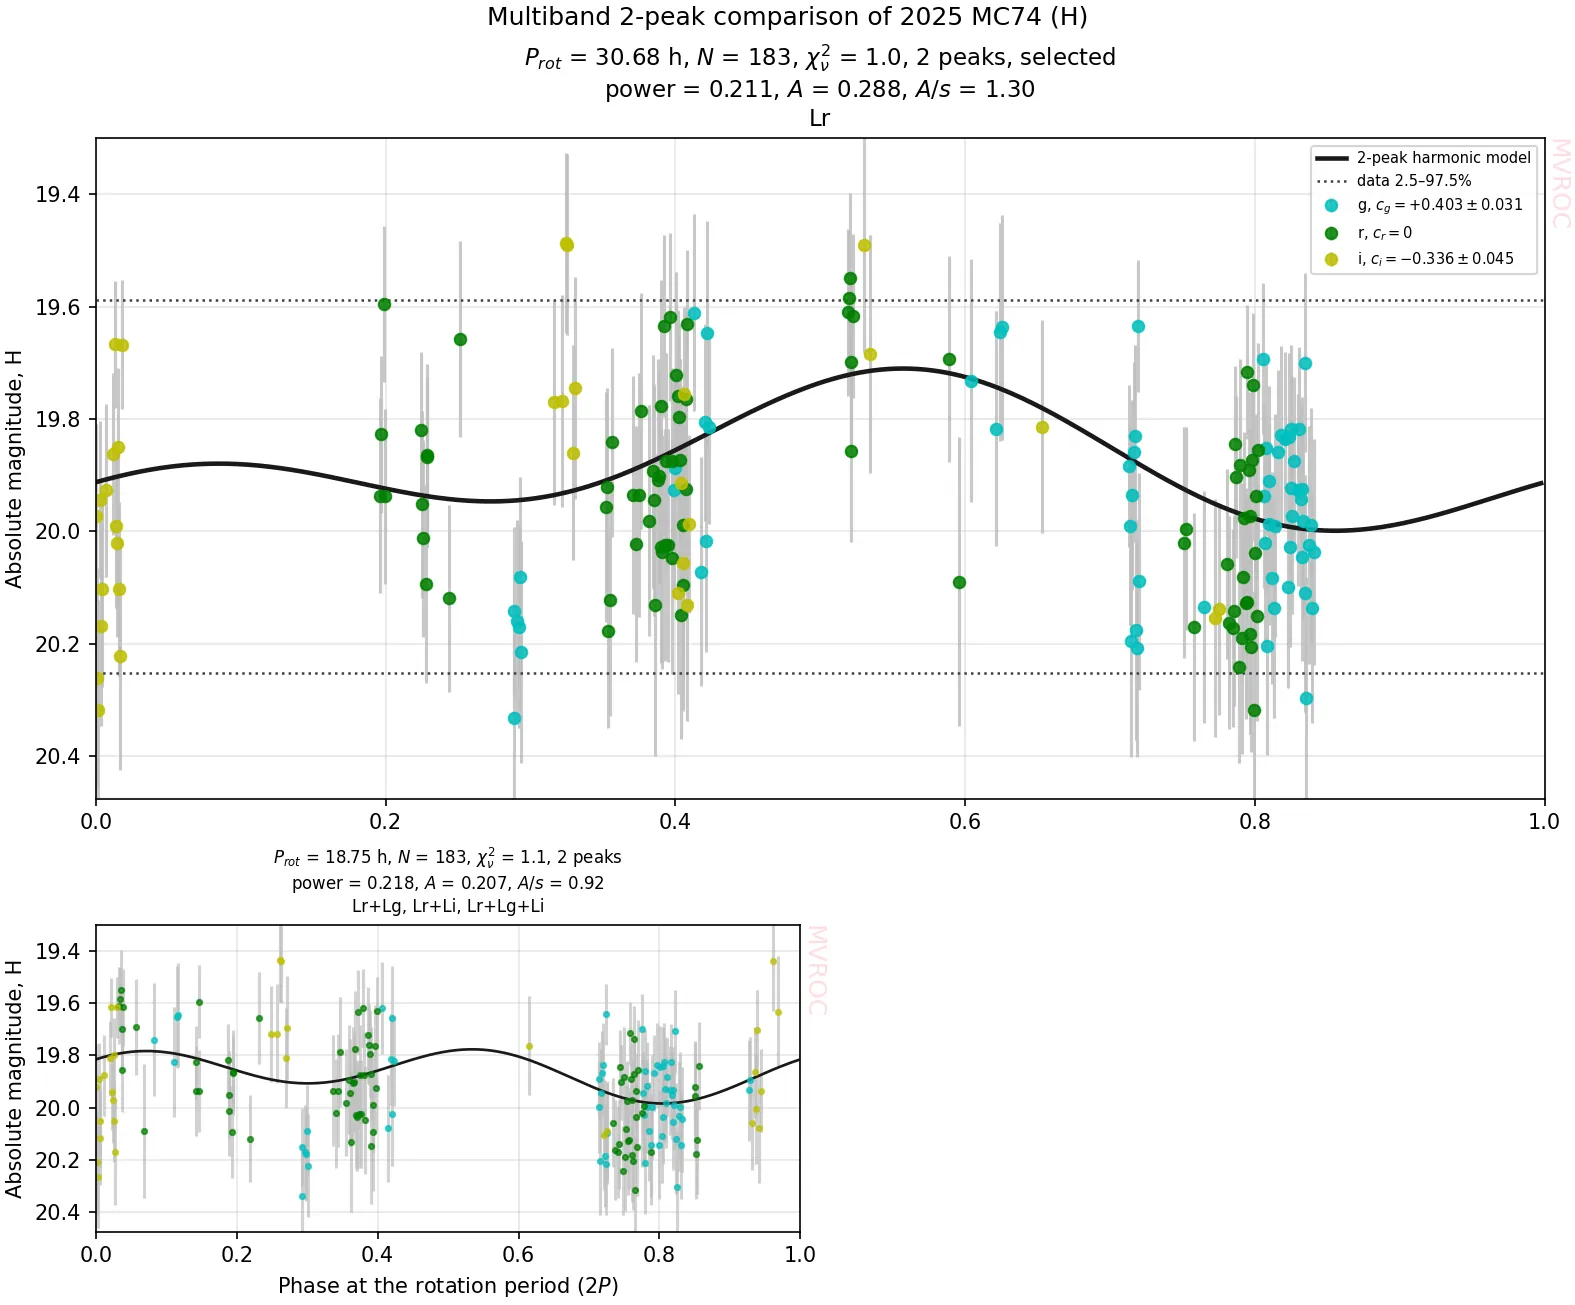 Multiband 2-peak comparison of 2025 MC74 (H)
P_rot = 30.68 h, N = 183, χ²_ν = 1.0, 2 peaks, selected
power = 0.211, A = 0.288, A/s = 1.30
Lr
Absolute magnitude, H
19.4
19.6
19.8
20.0
20.2
20.4
0.0 0.2 0.4 0.6 0.8 1.0
2-peak harmonic model
data 2.5–97.5%
g, c_g = +0.403 ± 0.031
r, c_r = 0
i, c_i = −0.336 ± 0.045
MVROC
P_rot = 18.75 h, N = 183, χ²_ν = 1.1, 2 peaks
power = 0.218, A = 0.207, A/s = 0.92
Lr+Lg, Lr+Li, Lr+Lg+Li
Absolute magnitude, H
19.4
19.6
19.8
20.0
20.2
20.4
0.0 0.2 0.4 0.6 0.8 1.0
Phase at the rotation period (2P)
MVROC